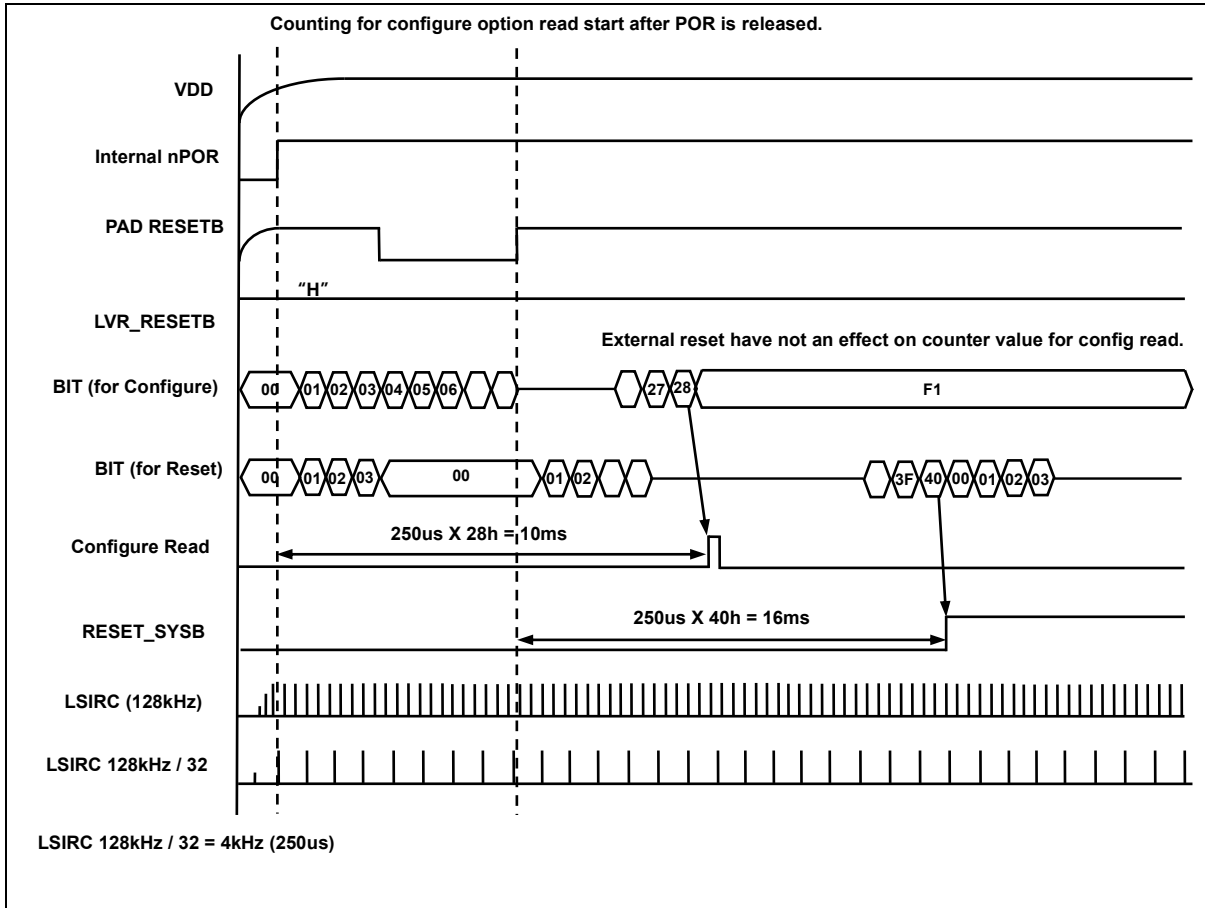 Counting for configure option read start after POR is released.
VDD
Internal nPOR
PAD RESETB
“H”
LVR_RESETB
External reset have not an effect on counter value for config read.
BIT (for Configure) 00 01 02 03 04 05 06 27 28 F1
BIT (for Reset) 00 01 02 03 00 01 02 3F 40 00 01 02 03
250us X 28h = 10ms
Configure Read
250us X 40h = 16ms
RESET_SYSB
LSIRC (128kHz)
LSIRC 128kHz / 32
LSIRC 128kHz / 32 = 4kHz (250us)